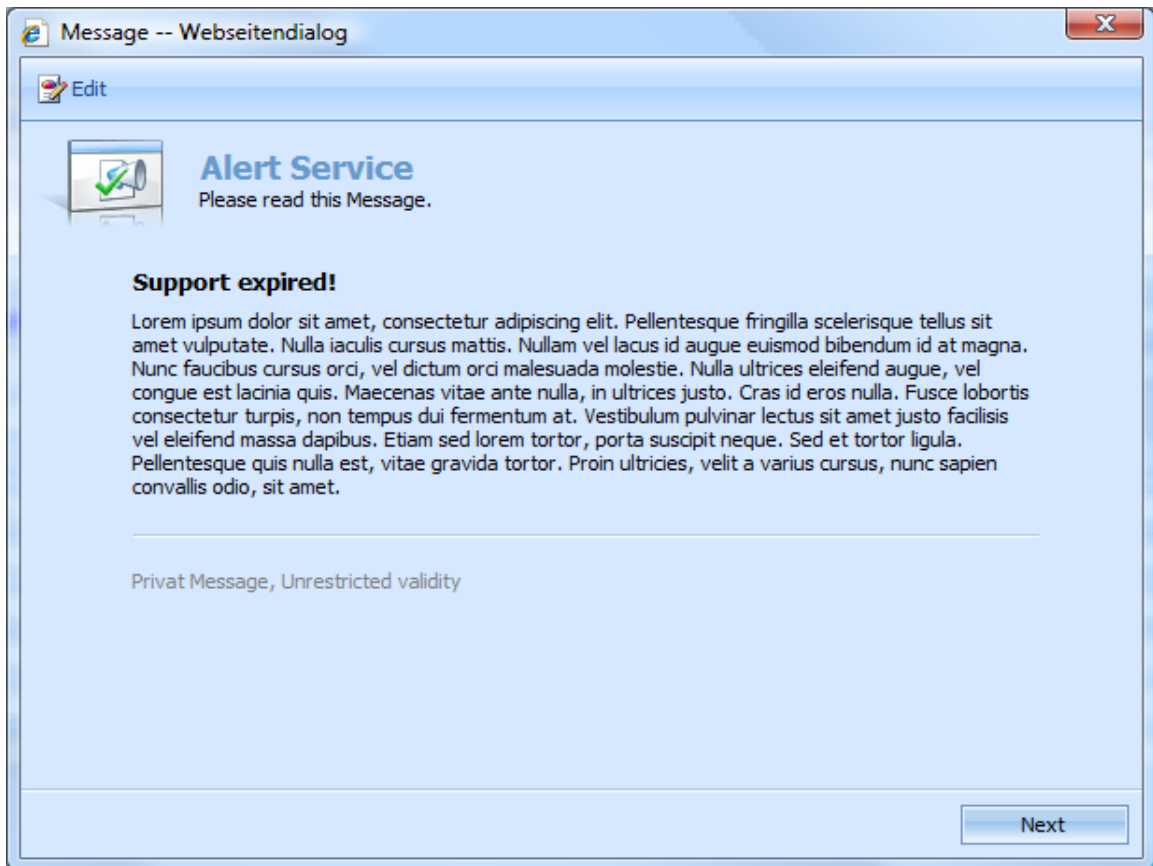 Message -- Webseitendialog
Edit
Alert Service
Please read this Message.
Support expired!
Lorem ipsum dolor sit amet, consectetur adipiscing elit. Pellentesque fringilla scelerisque tellus sit
amet vulputate. Nulla iaculis cursus mattis. Nullam vel lacus id augue euismod bibendum id at magna.
Nunc faucibus cursus orci, vel dictum orci malesuada molestie. Nulla ultrices eleifend augue, vel
congue est lacinia quis. Maecenas vitae ante nulla, in ultrices justo. Cras id eros nulla. Fusce lobortis
consectetur turpis, non tempus dui fermentum at. Vestibulum pulvinar lectus sit amet justo facilisis
vel eleifend massa dapibus. Etiam sed lorem tortor, porta suscipit neque. Sed et tortor ligula.
Pellentesque quis nulla est, vitae gravida tortor. Proin ultricies, velit a varius cursus, nunc sapien
convallis odio, sit amet.
Privat Message, Unrestricted validity
Next